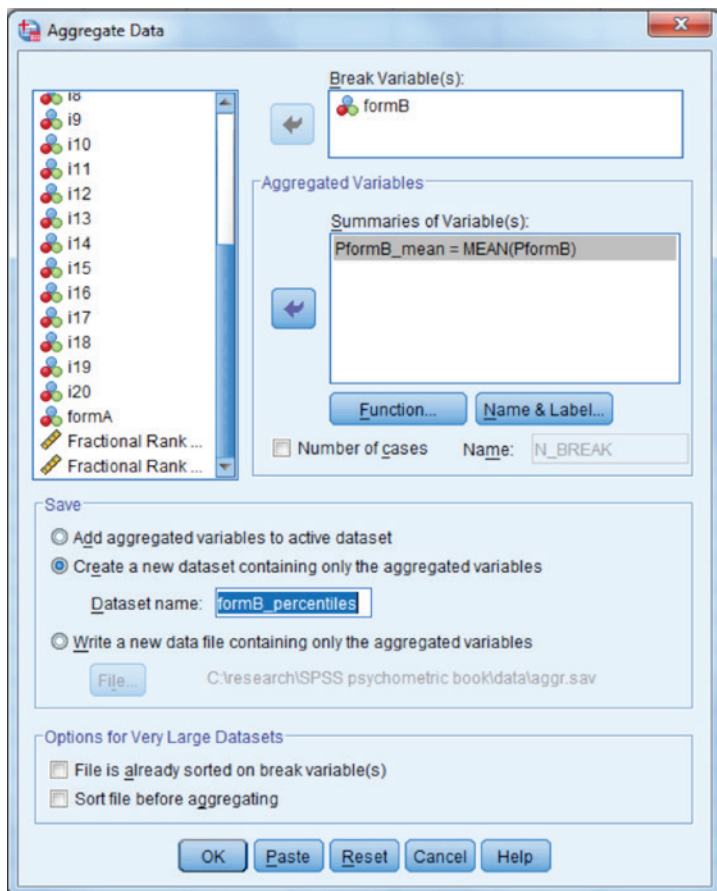 Aggregate Data
Break Variable(s):
i8
i9
i10
i11
i12
i13
i14
i15
i16
i17
i18
i19
i20
formA
Fractional Rank ...
Fractional Rank ...
formB
Aggregated Variables
Summaries of Variable(s):
PformB_mean = MEAN(PformB)
Function...
Name & Label...
Number of cases
Name:
N_BREAK
Save
Add aggregated variables to active dataset
Create a new dataset containing only the aggregated variables
Dataset name:
formB_percentiles
Write a new data file containing only the aggregated variables
File...
C:\research\SPSS psychometric book\data\aggr.sav
Options for Very Large Datasets
File is already sorted on break variable(s)
Sort file before aggregating
OK
Paste
Reset
Cancel
Help